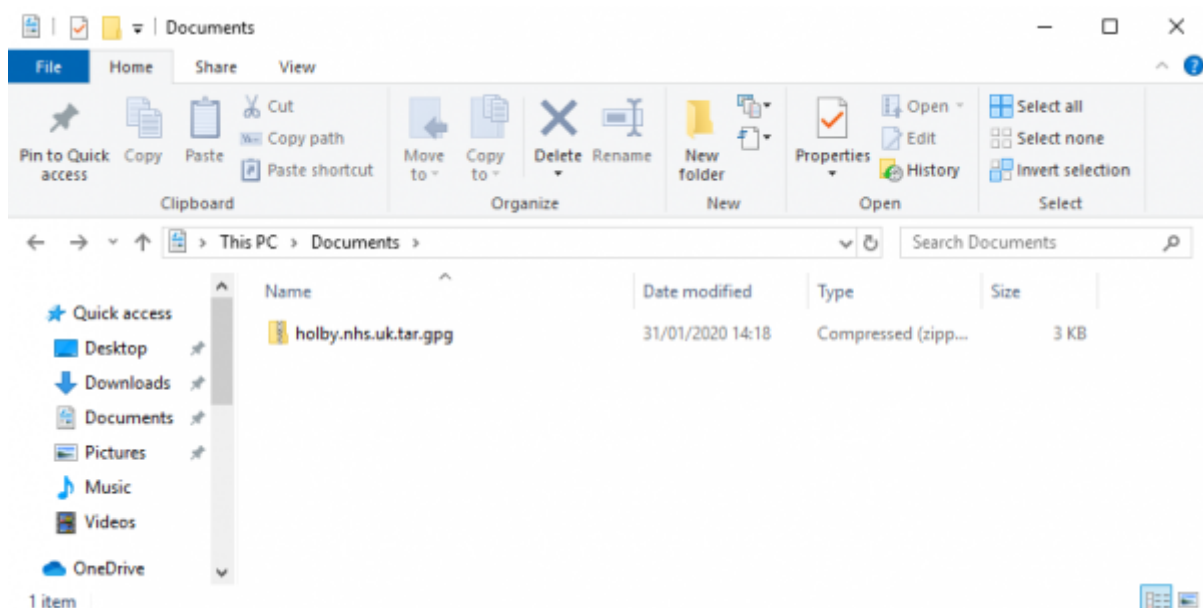 Documents
File Home Share View
Pin to Quick access
Copy
Paste
Cut
Copy path
Paste shortcut
Clipboard
Move to
Copy to
Delete
Rename
Organize
New folder
New
Properties
Open
Edit
History
Open
Select all
Select none
Invert selection
Select
This PC > Documents >
Search Documents
Quick access
Desktop
Downloads
Documents
Pictures
Music
Videos
OneDrive
Name Date modified Type Size
holby.nhs.uk.tar.gpg 31/01/2020 14:18 Compressed (zipp... 3 KB
1 item